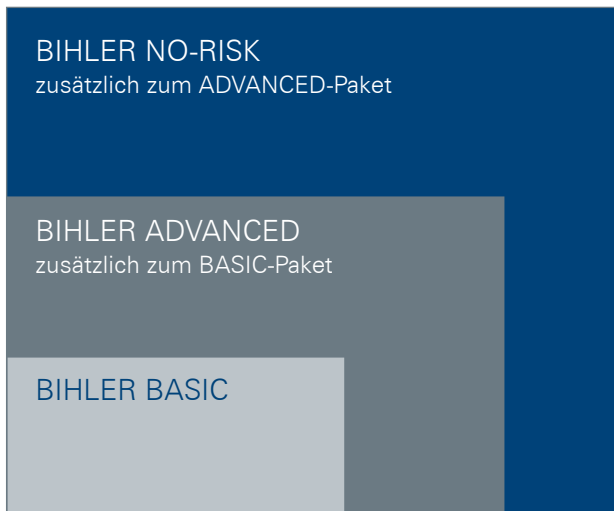 BIHLER NO-RISK
zusätzlich zum ADVANCED-Paket
BIHLER ADVANCED
zusätzlich zum BASIC-Paket
BIHLER BASIC